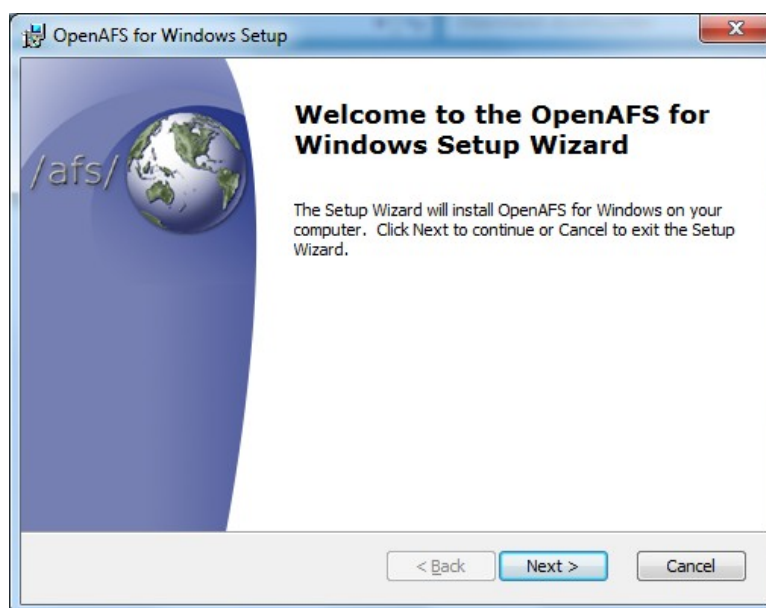 OpenAFS for Windows Setup
/afs/
Welcome to the OpenAFS for
Windows Setup Wizard
The Setup Wizard will install OpenAFS for Windows on your
computer.  Click Next to continue or Cancel to exit the Setup
Wizard.
< Back
Next >
Cancel